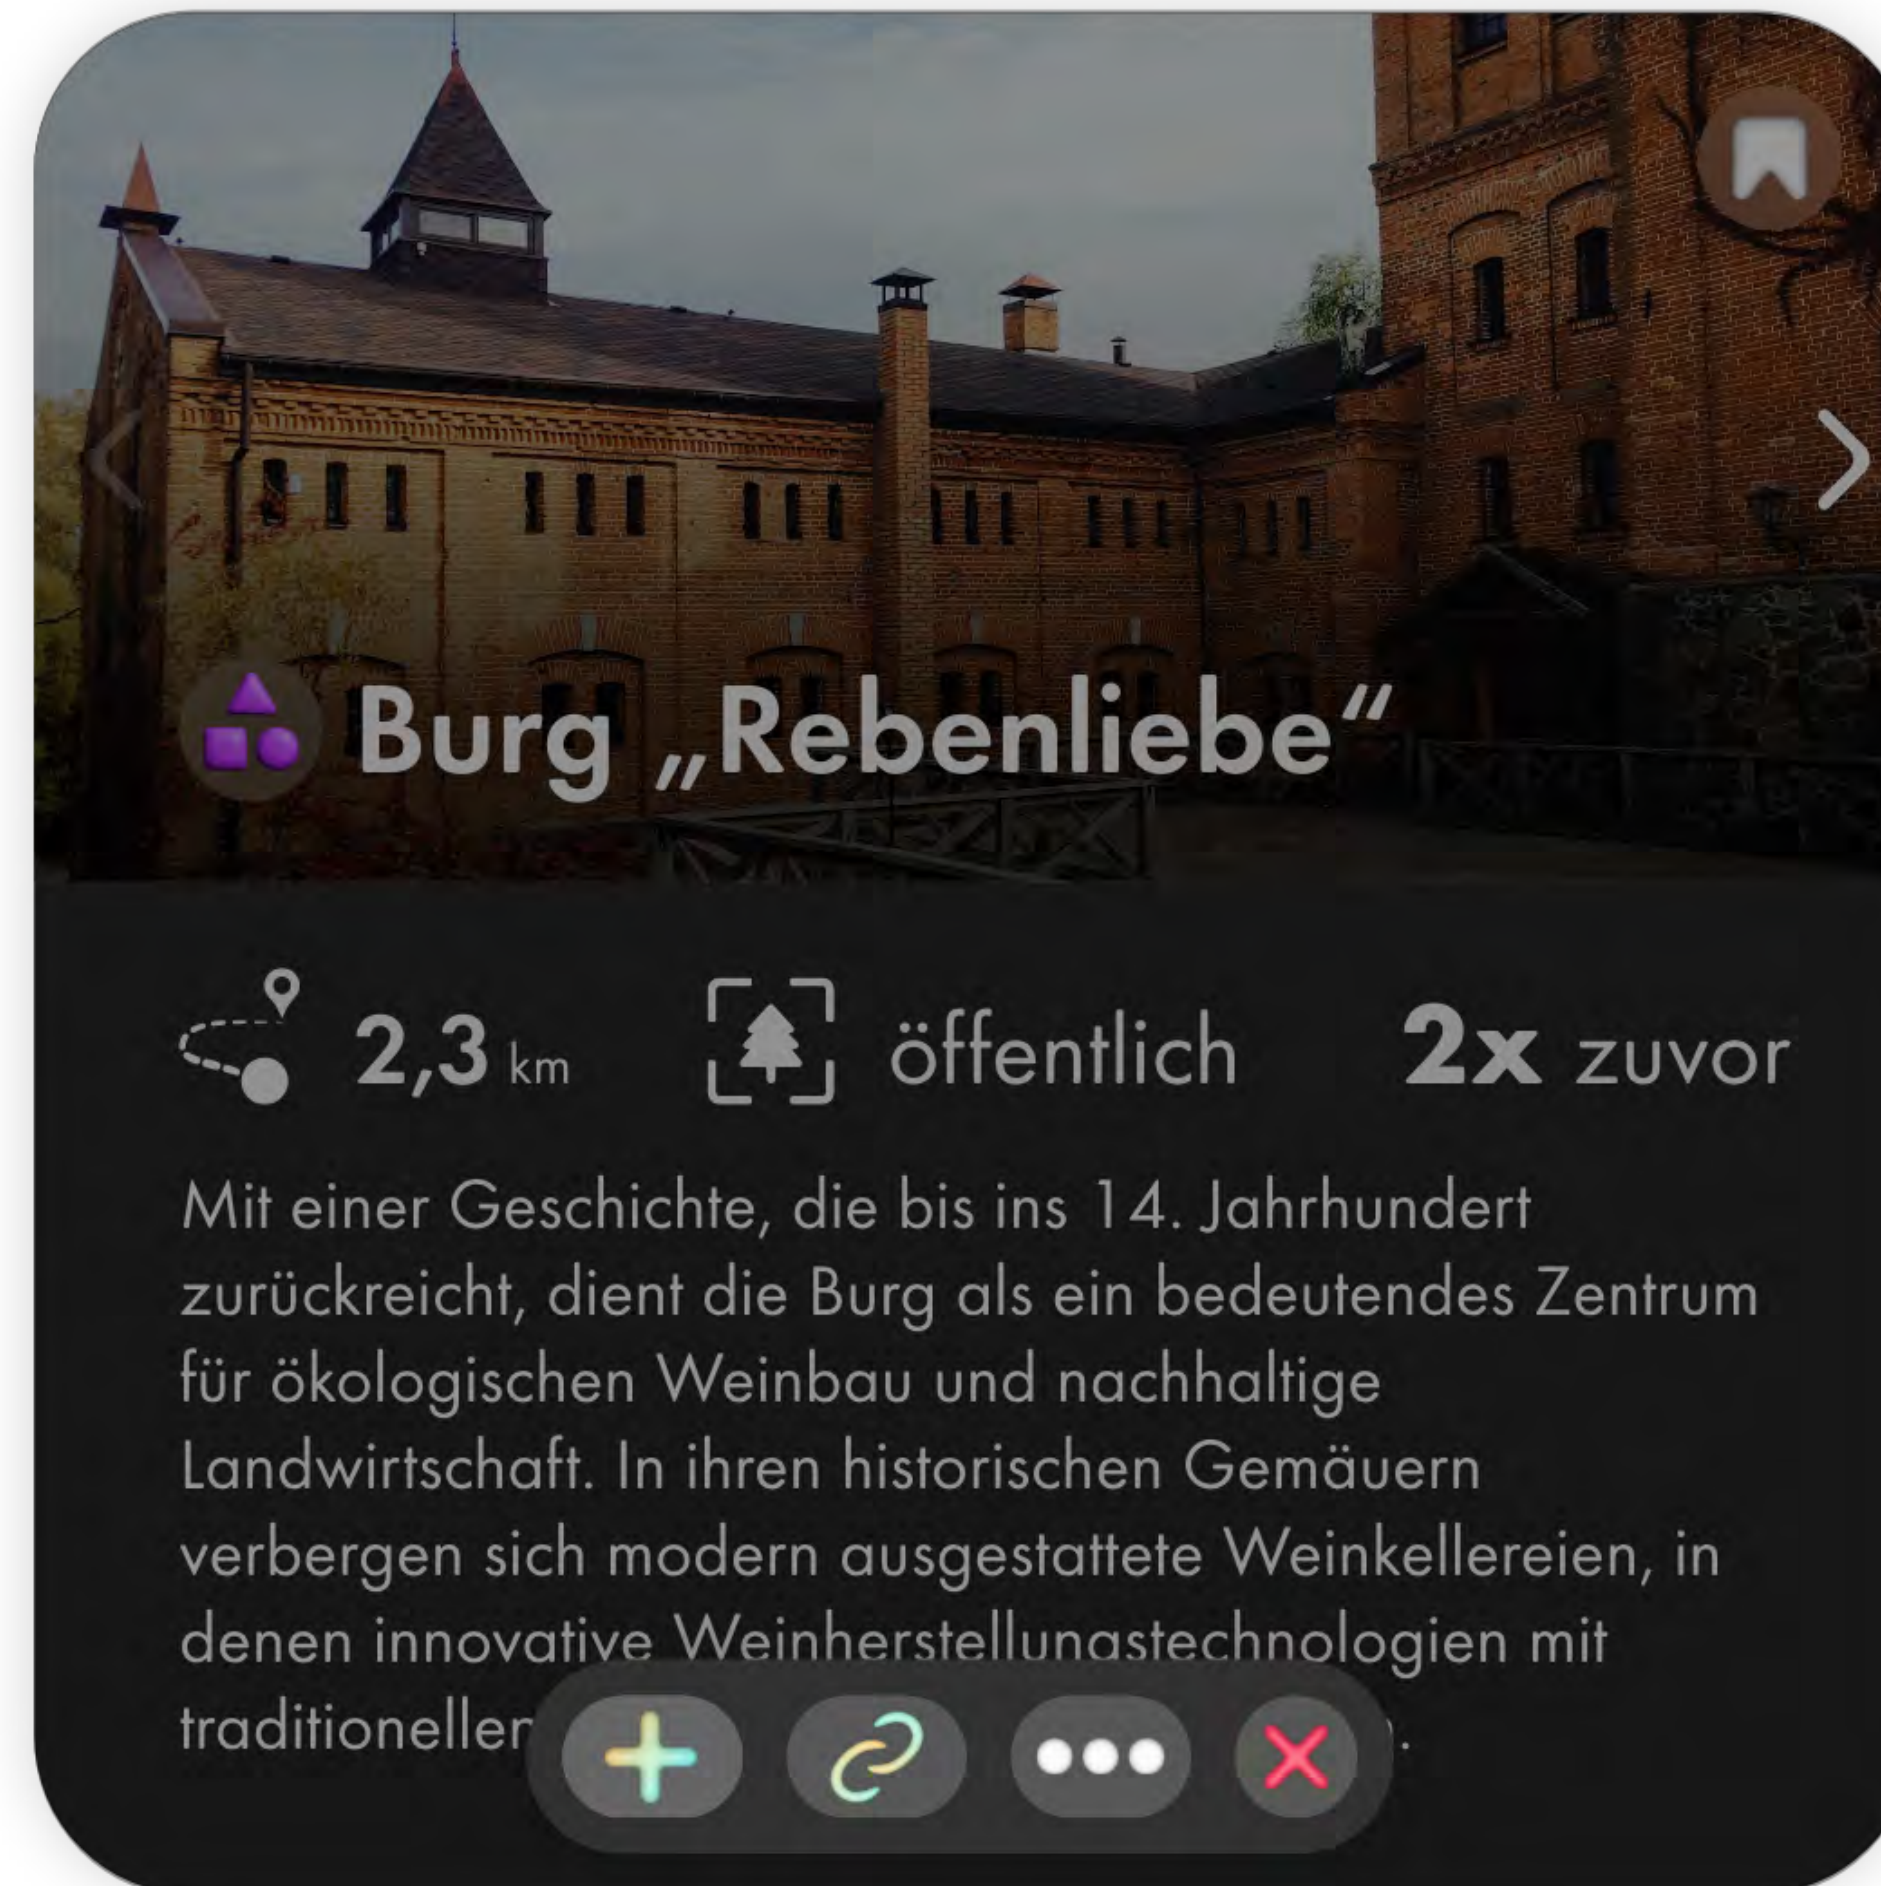 Burg „Rebenliebe“
2,3 km
öffentlich
2x zuvor
Mit einer Geschichte, die bis ins 14. Jahrhundert
zurückreicht, dient die Burg als ein bedeutendes Zentrum
für ökologischen Weinbau und nachhaltige
Landwirtschaft. In ihren historischen Gemäuern
verbergen sich modern ausgestattete Weinkellereien, in
denen innovative Weinherstellungstechnologien mit
traditionellen